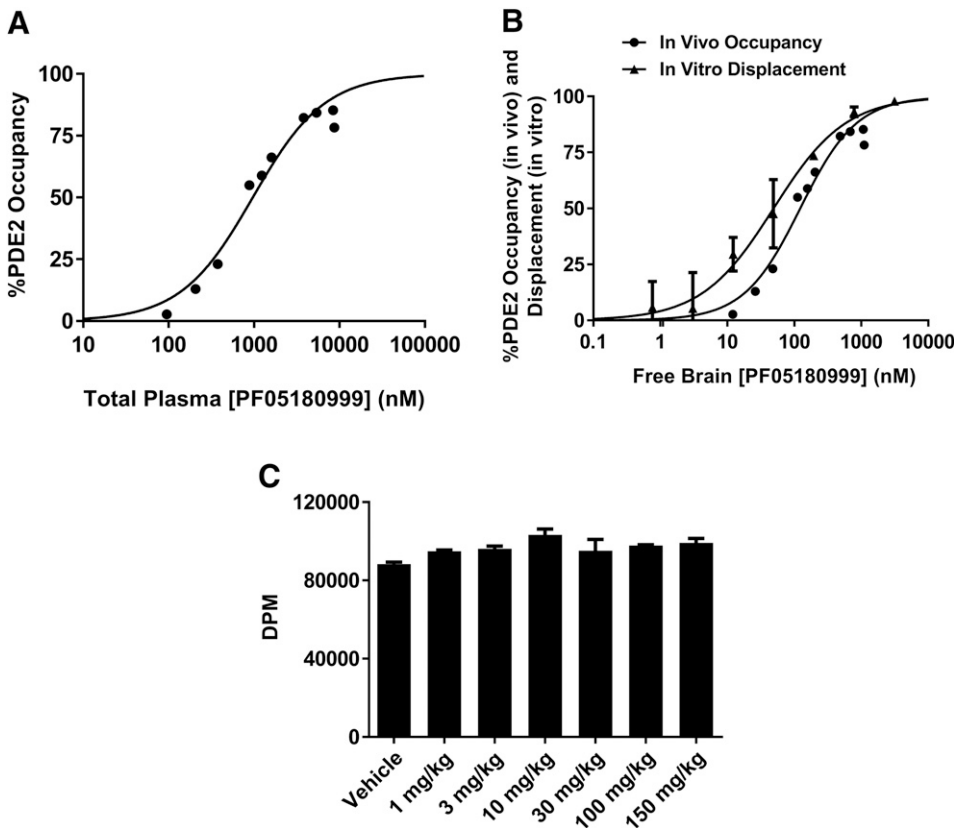 A
%PDE2 Occupancy
100
75
50
25
0
10
100
1000
10000
100000
Total Plasma [PF05180999] (nM)
B
In Vivo Occupancy
In Vitro Displacement
%PDE2 Occupancy (in vivo) and
Displacement (in vitro)
100
75
50
25
0
0.1
1
10
100
1000
10000
Free Brain [PF05180999] (nM)
C
DPM
120000
80000
40000
0
Vehicle
1 mg/kg
3 mg/kg
10 mg/kg
30 mg/kg
100 mg/kg
150 mg/kg